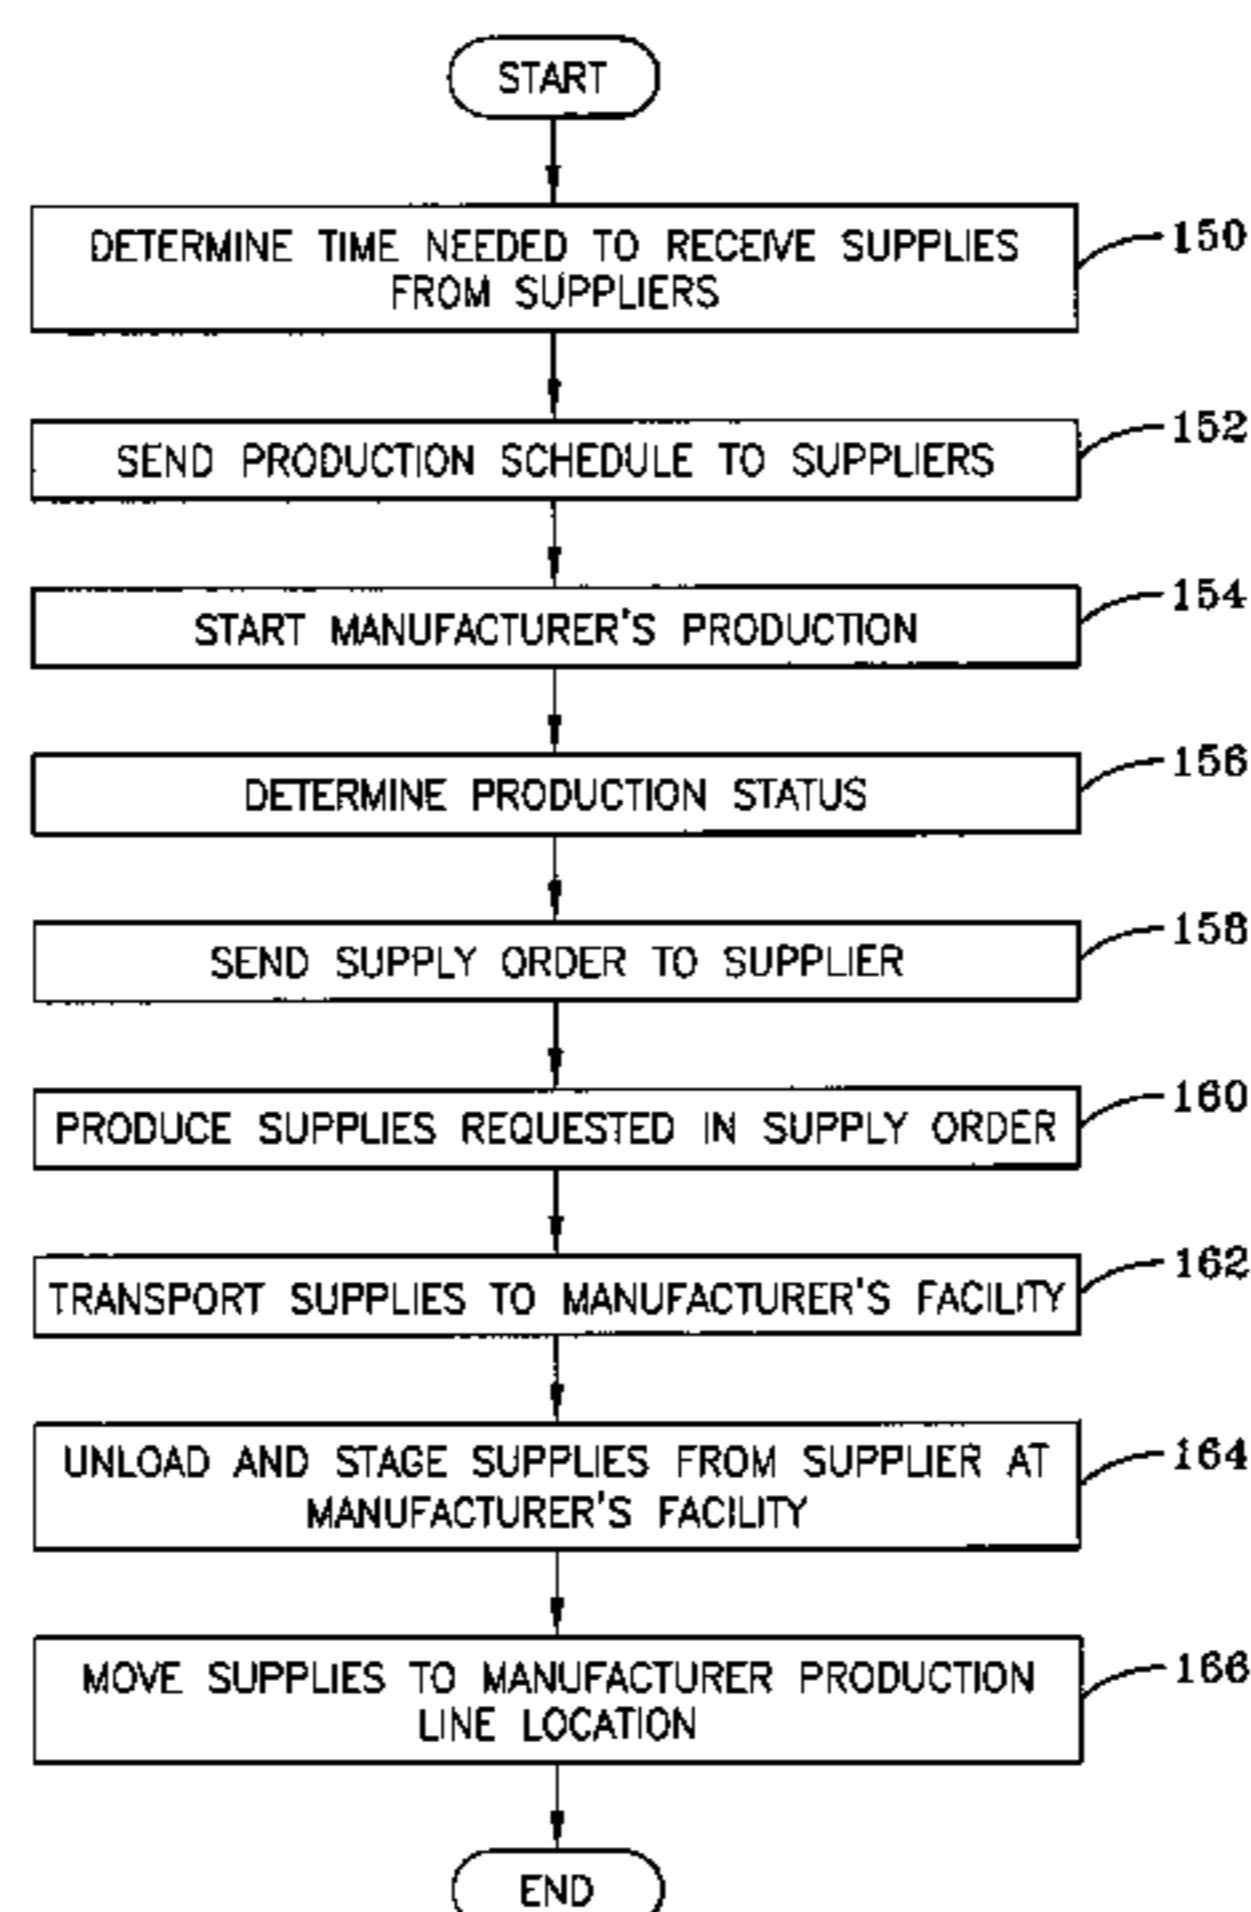 START
DETERMINE TIME NEEDED TO RECEIVE SUPPLIES
FROM SUPPLIERS
150
SEND PRODUCTION SCHEDULE TO SUPPLIERS
152
START MANUFACTURER'S PRODUCTION
154
DETERMINE PRODUCTION STATUS
156
SEND SUPPLY ORDER TO SUPPLIER
158
PRODUCE SUPPLIES REQUESTED IN SUPPLY ORDER
160
TRANSPORT SUPPLIES TO MANUFACTURER'S FACILITY
162
UNLOAD AND STAGE SUPPLIES FROM SUPPLIER AT
MANUFACTURER'S FACILITY
164
MOVE SUPPLIES TO MANUFACTURER PRODUCTION
LINE LOCATION
166
END